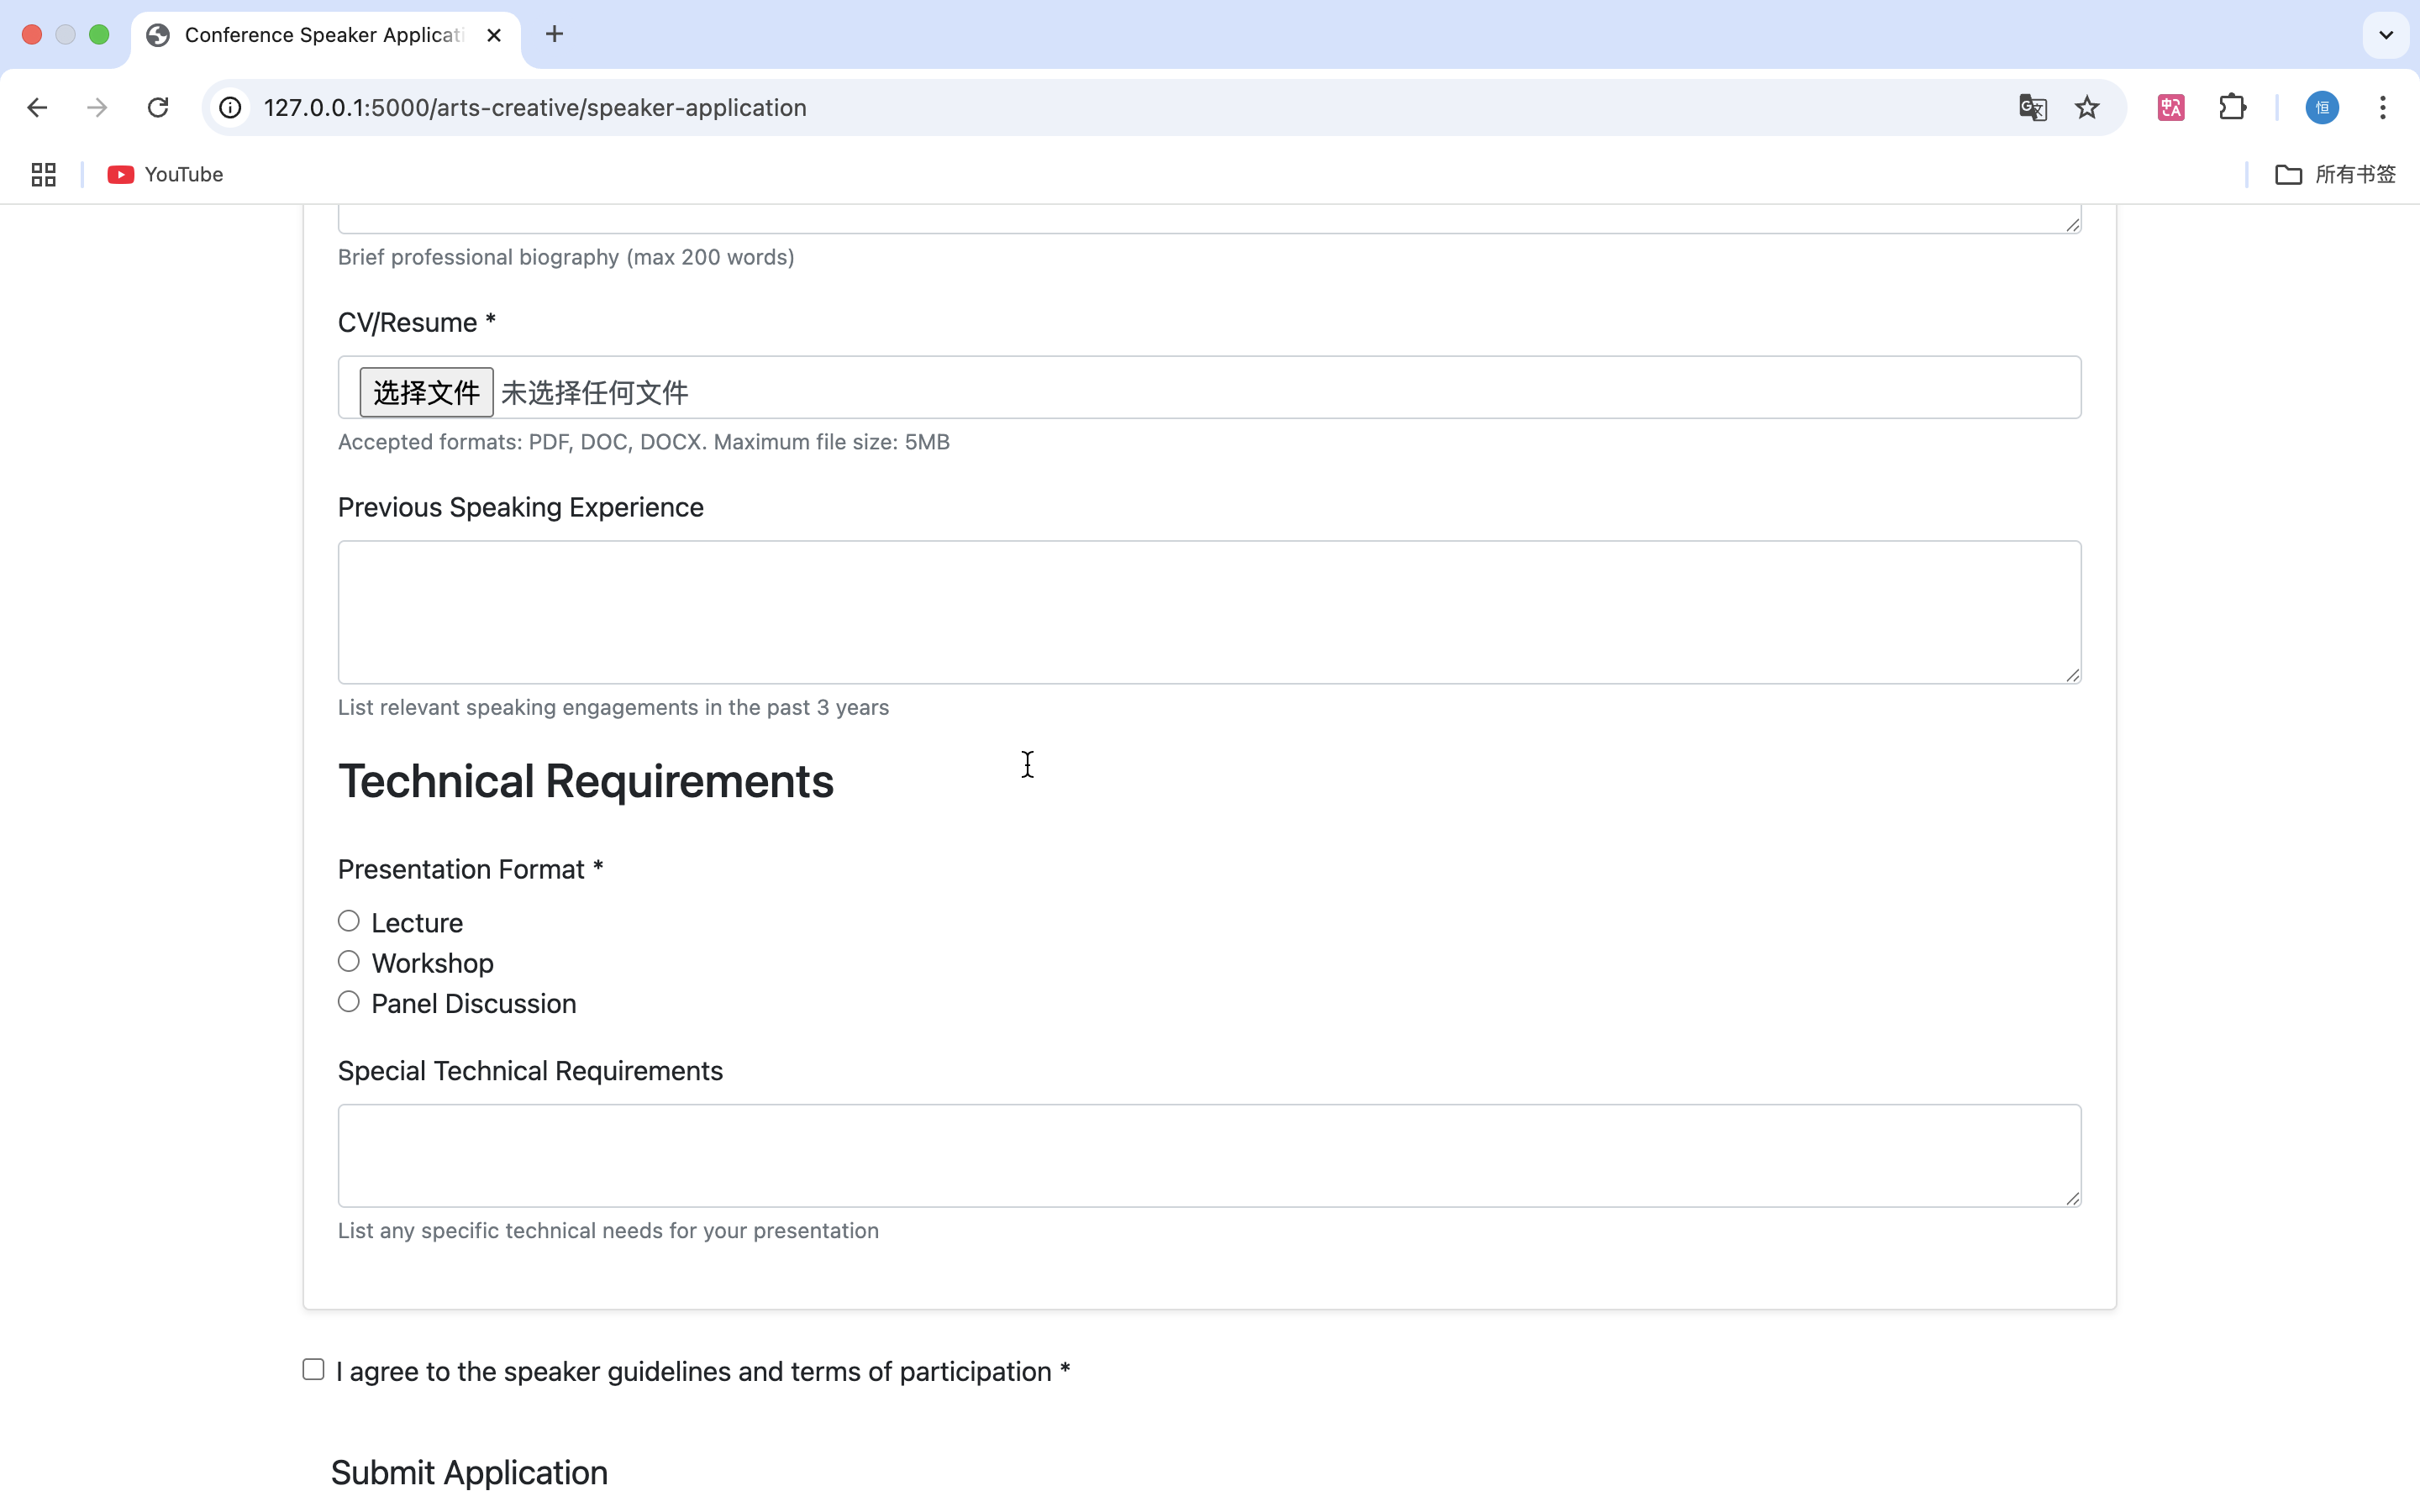 Conference Speaker Applicati
127.0.0.1:5000/arts-creative/speaker-application
恒
YouTube
所有书签
Brief professional biography (max 200 words)
CV/Resume *
选择文件 未选择任何文件
Accepted formats: PDF, DOC, DOCX. Maximum file size: 5MB
Previous Speaking Experience
List relevant speaking engagements in the past 3 years
Technical Requirements
Presentation Format *
Lecture
Workshop
Panel Discussion
Special Technical Requirements
List any specific technical needs for your presentation
I agree to the speaker guidelines and terms of participation *
Submit Application